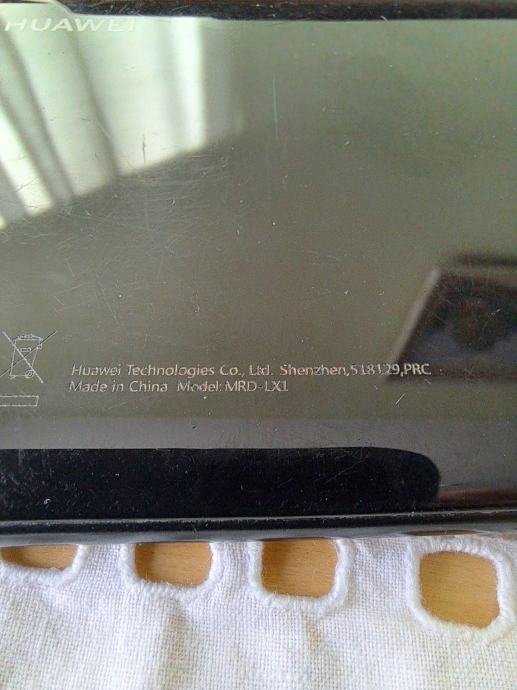 HUAWEI
Huawei Technologies Co., Ltd. Shenzhen,518129,PRC
Made in China Model: MRD-LX1